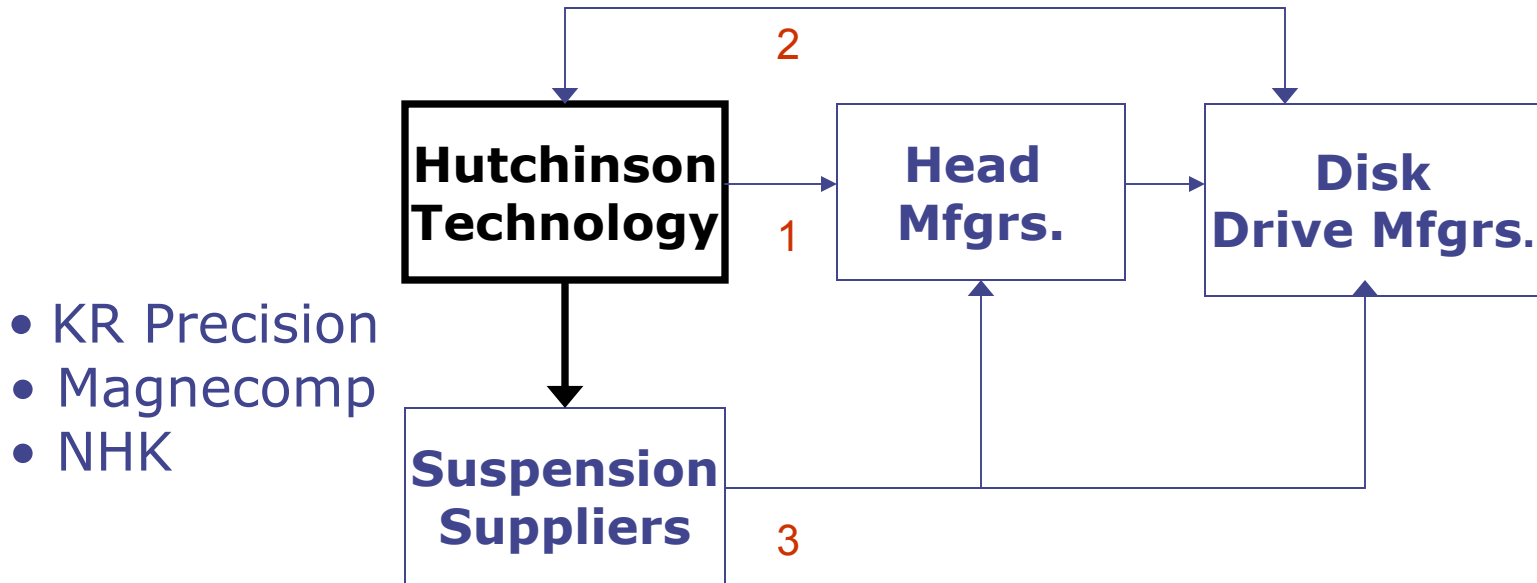 2
Hutchinson
Technology
Head
Mfgrs.
Disk
Drive Mfgrs.
1
• KR Precision
• Magnecomp
• NHK
Suspension
Suppliers
3